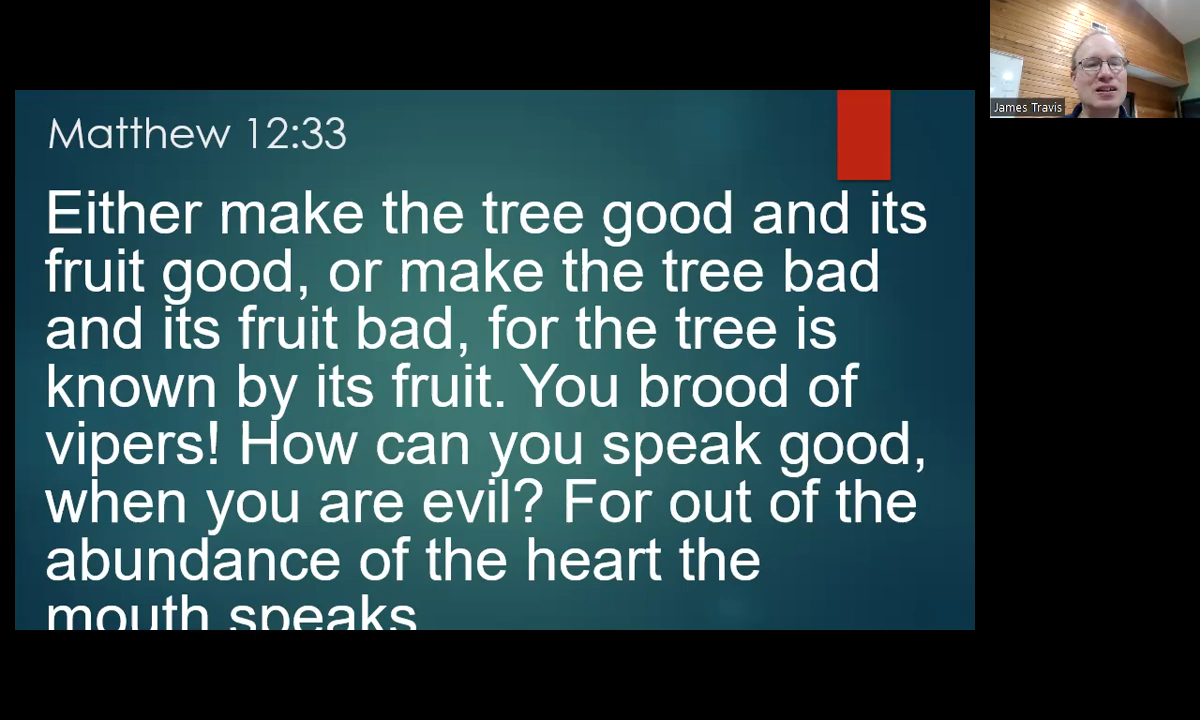 Matthew 12:33
Either make the tree good and its
fruit good, or make the tree bad
and its fruit bad, for the tree is
known by its fruit. You brood of
vipers! How can you speak good,
when you are evil? For out of the
abundance of the heart the
mouth speaks
James Travis